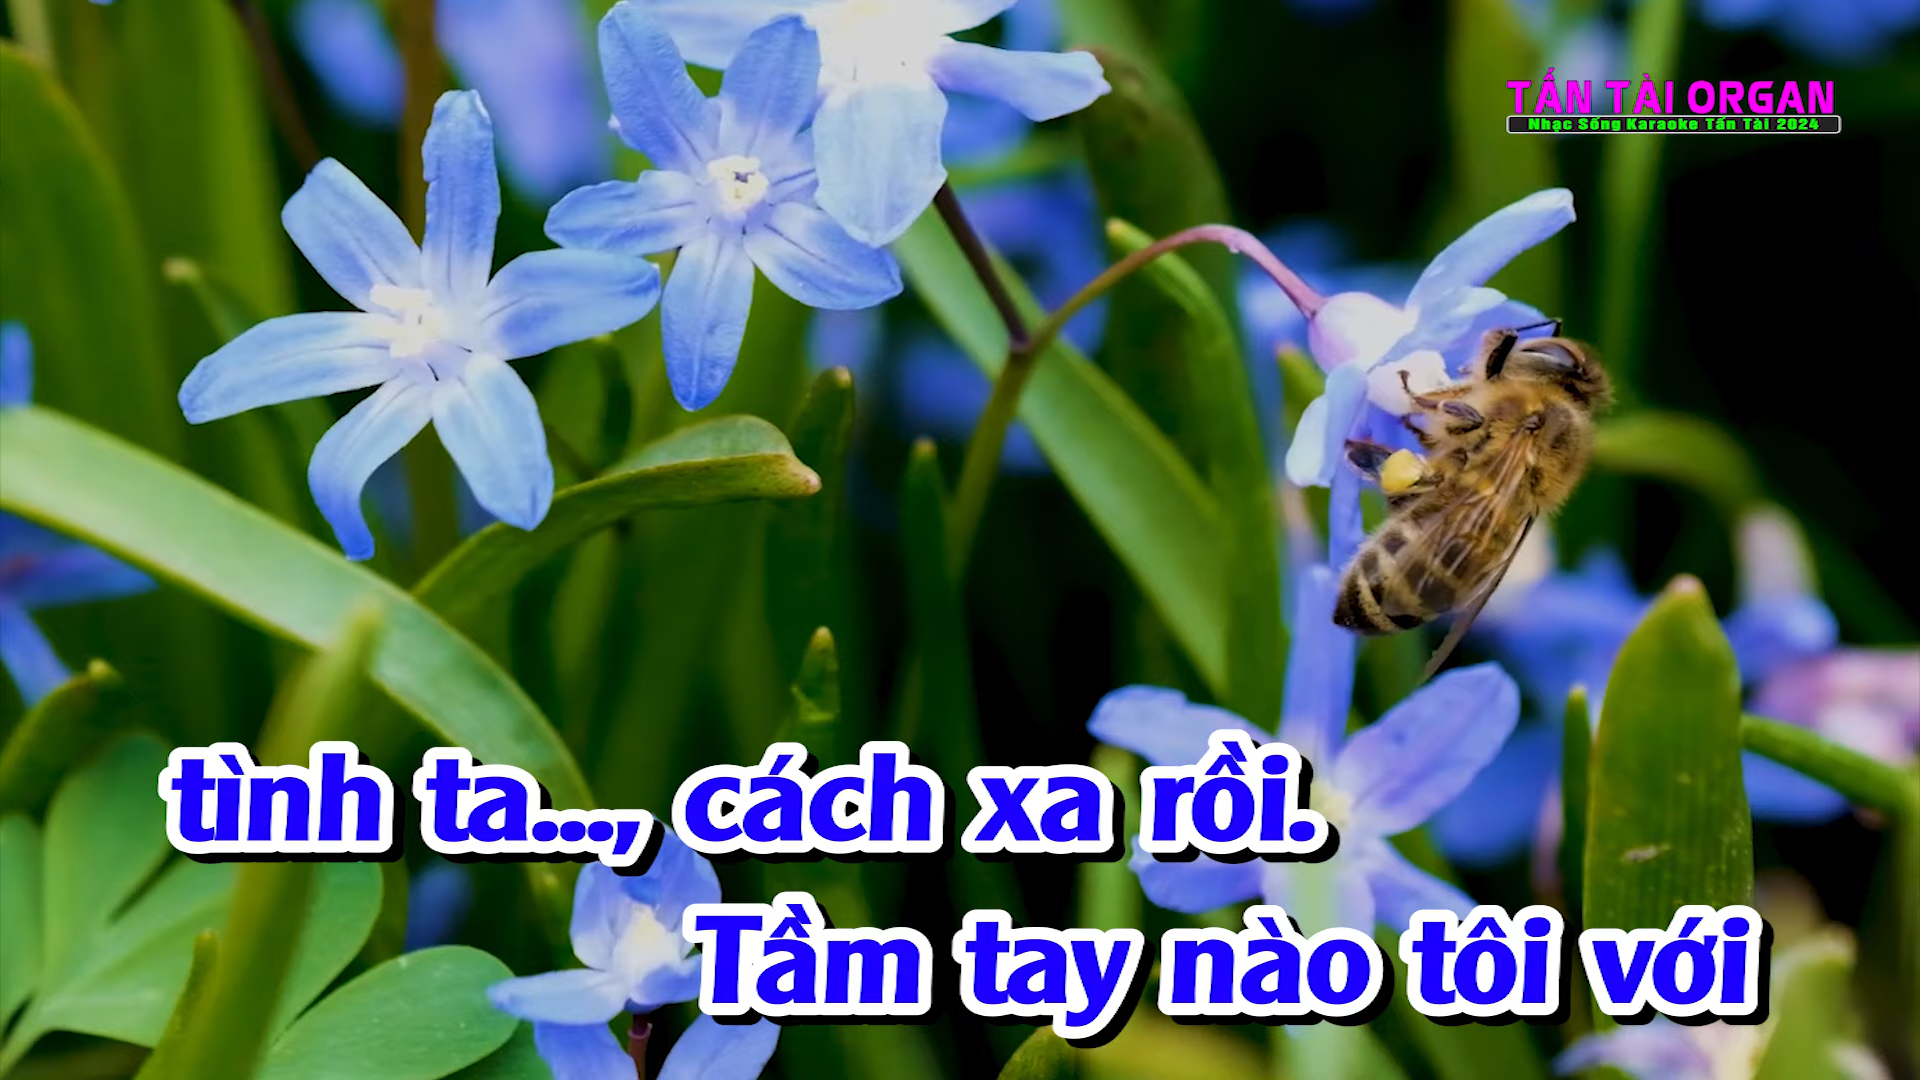 TẤN TÀI ORGAN
Nhạc Sống Karaoke Tấn Tài 2024
tình ta..., cách xa rồi.
Tầm tay nào tôi với